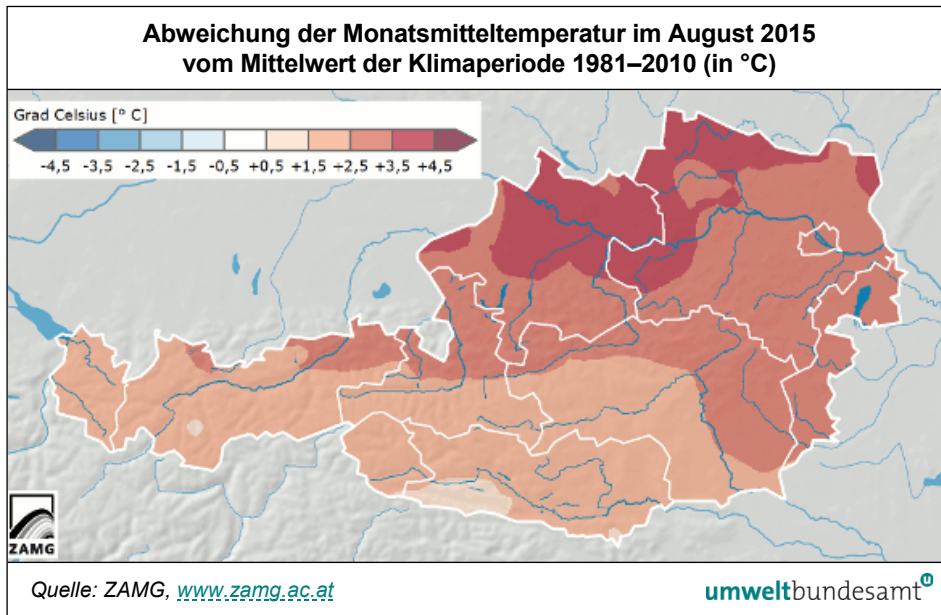 Abweichung der Monatsmitteltemperatur im August 2015
vom Mittelwert der Klimaperiode 1981–2010 (in °C)
Grad Celsius [° C]
-4,5 -3,5 -2,5 -1,5 -0,5 +0,5 +1,5 +2,5 +3,5 +4,5
ZAMG
Quelle: ZAMG, www.zamg.ac.at
umweltbundesamt u